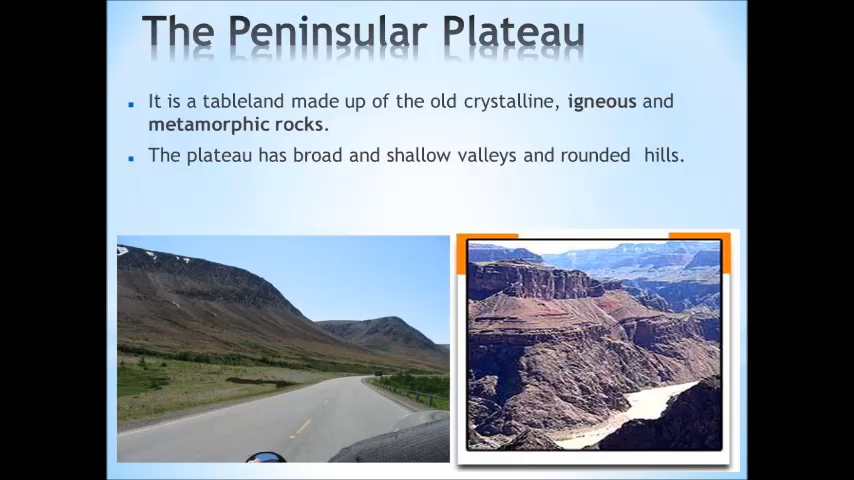 The Peninsular Plateau
It is a tableland made up of the old crystalline, igneous and
metamorphic rocks.
The plateau has broad and shallow valleys and rounded hills.